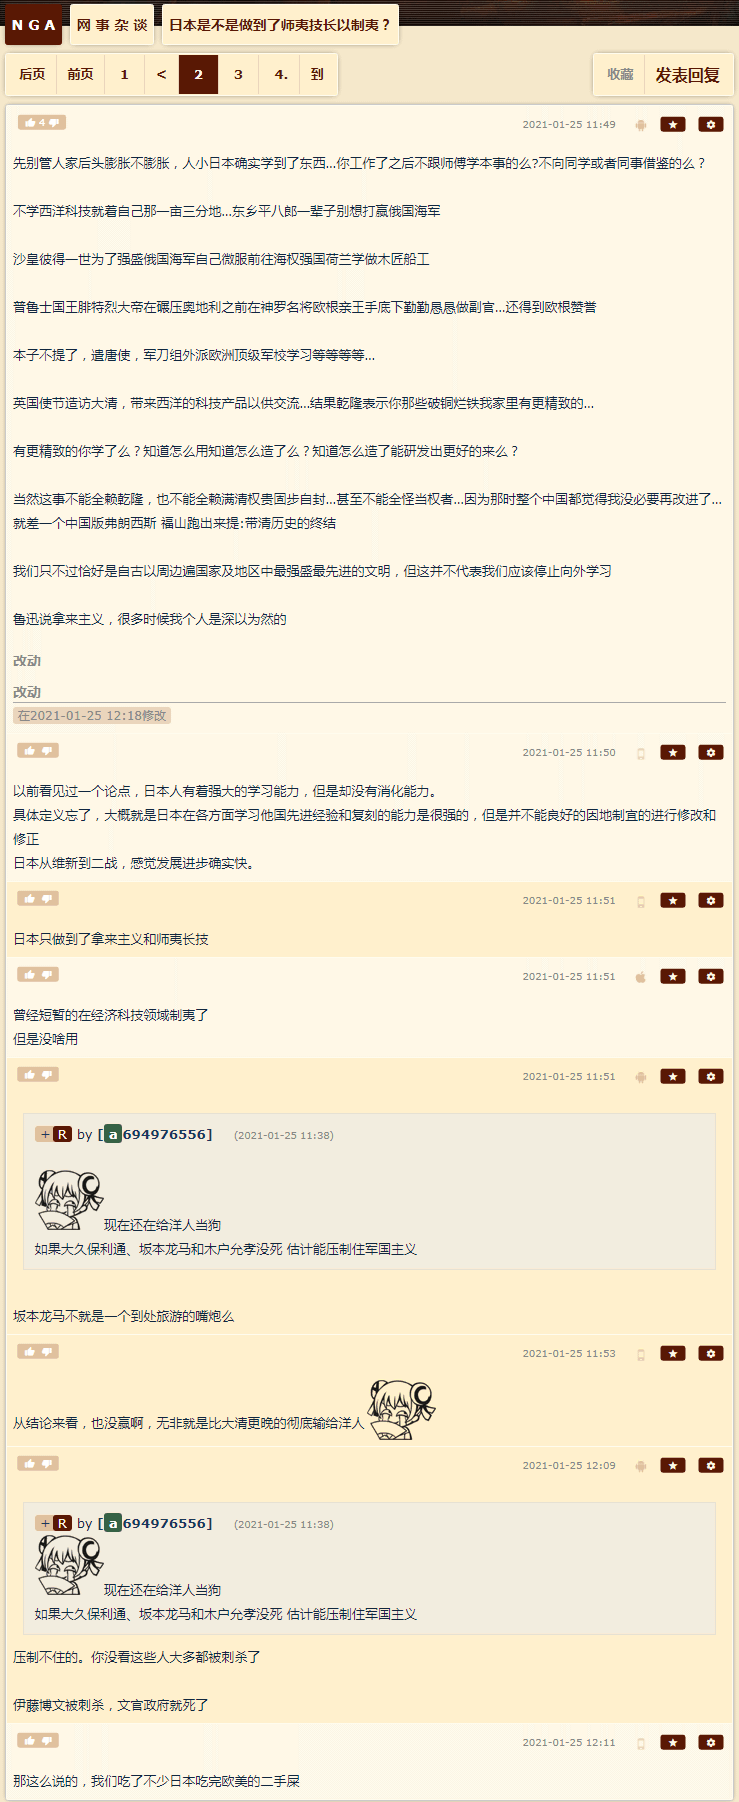 NGA 网事杂谈 日本是不是做到了师夷技长以制夷？
后页 前页 1 < 2 3 4. 到 收藏 发表回复
4 2021-01-25 11:49
先别管人家后头膨胀不膨胀，人小日本确实学到了东西...你工作了之后不跟师傅学本事的么?不向同学或者同事借鉴的么？
不学西洋科技就着自己那一亩三分地...东乡平八郎一辈子别想打赢俄国海军
沙皇彼得一世为了强盛俄国海军自己微服前往海权强国荷兰学做木匠船工
普鲁士国王腓特烈大帝在碾压奥地利之前在神罗名将欧根亲王手底下勤勤恳恳做副官...还得到欧根赞誉
本子不提了，遣唐使，军刀组外派欧洲顶级军校学习等等等等...
英国使节造访大清，带来西洋的科技产品以供交流...结果乾隆表示你那些破铜烂铁我家里有更精致的...
有更精致的你学了么？知道怎么用知道怎么造了么？知道怎么造了能研发出更好的来么？
当然这事不能全赖乾隆，也不能全赖满清权贵固步自封...甚至不能全怪当权者...因为那时整个中国都觉得我没必要再改进了...
就差一个中国版弗朗西斯 福山跑出来提:带清历史的终结
我们只不过恰好是自古以周边遍国家及地区中最强盛最先进的文明，但这并不代表我们应该停止向外学习
鲁迅说拿来主义，很多时候我个人是深以为然的
改动
改动
在2021-01-25 12:18修改
2021-01-25 11:50
以前看见过一个论点，日本人有着强大的学习能力，但是却没有消化能力。
具体定义忘了，大概就是日本在各方面学习他国先进经验和复刻的能力是很强的，但是并不能良好的因地制宜的进行修改和
修正
日本从维新到二战，感觉发展进步确实快。
2021-01-25 11:51
日本只做到了拿来主义和师夷长技
2021-01-25 11:51
曾经短暂的在经济科技领域制夷了
但是没啥用
2021-01-25 11:51
+R by [a694976556] (2021-01-25 11:38)
现在还在给洋人当狗
如果大久保利通、坂本龙马和木户允孝没死 估计能压制住军国主义
坂本龙马不就是一个到处旅游的嘴炮么
2021-01-25 11:53
从结论来看，也没赢啊，无非就是比大清更晚的彻底输给洋人
2021-01-25 12:09
+R by [a694976556] (2021-01-25 11:38)
现在还在给洋人当狗
如果大久保利通、坂本龙马和木户允孝没死 估计能压制住军国主义
压制不住的。你没看这些人大多都被刺杀了
伊藤博文被刺杀，文官政府就死了
2021-01-25 12:11
那这么说的，我们吃了不少日本吃完欧美的二手屎